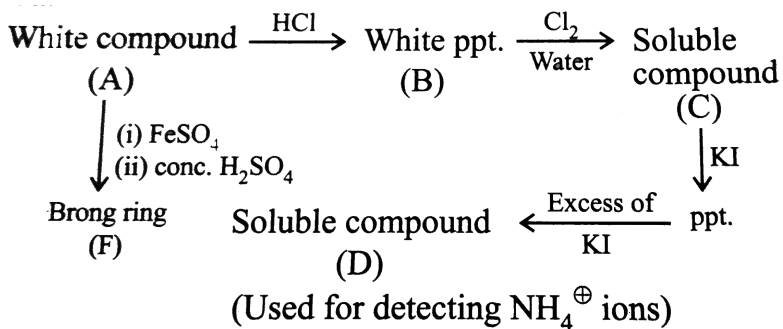 White compound HCl White ppt. Cl₂ Soluble
Water compound
(A) (B) (C)
(i) FeSO₄ KI
(ii) conc. H₂SO₄
Brong ring Soluble compound Excess of ppt.
(F) (D) KI
(Used for detecting NH₄⊕ ions)